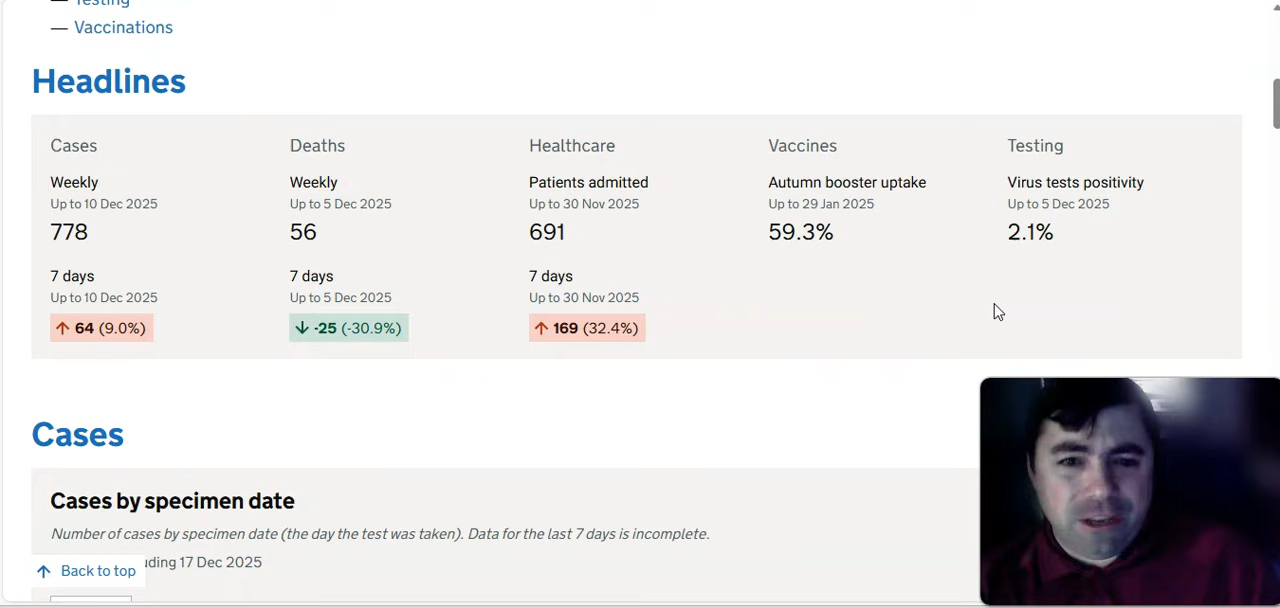 — Testing
— Vaccinations
Headlines
Cases
Weekly
Up to 10 Dec 2025
778
7 days
Up to 10 Dec 2025
↑ 64 (9.0%)
Deaths
Weekly
Up to 5 Dec 2025
56
7 days
Up to 5 Dec 2025
↓ -25 (-30.9%)
Healthcare
Patients admitted
Up to 30 Nov 2025
691
7 days
Up to 30 Nov 2025
↑ 169 (32.4%)
Vaccines
Autumn booster uptake
Up to 29 Jan 2025
59.3%
Testing
Virus tests positivity
Up to 5 Dec 2025
2.1%
Cases
Cases by specimen date
Number of cases by specimen date (the day the test was taken). Data for the last 7 days is incomplete.
uding 17 Dec 2025
↑ Back to top